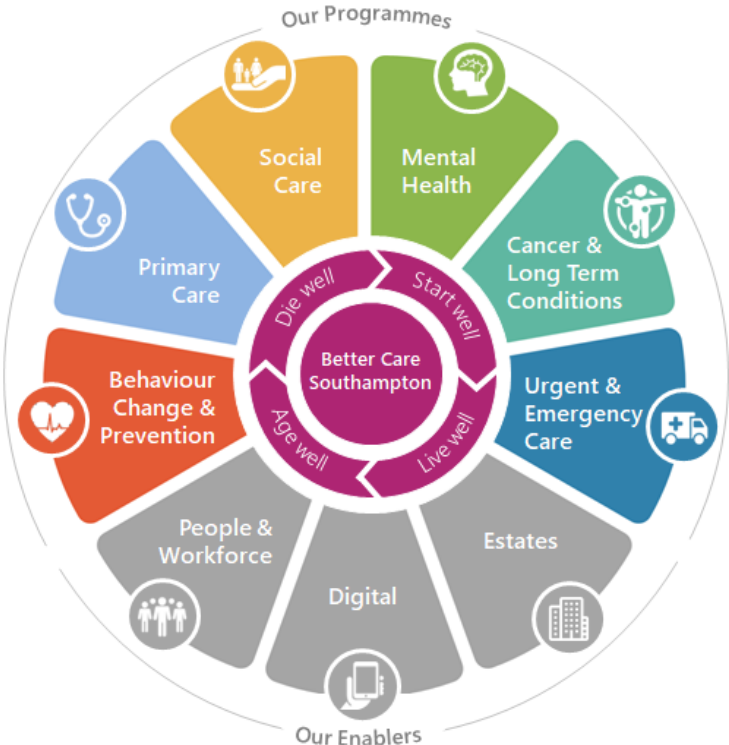 Our Programmes
Social
Care
Mental
Health
Primary
Care
Cancer &
Long Term
Conditions
Die well
Start well
Better Care
Southampton
Behaviour
Change &
Prevention
Urgent &
Emergency
Care
Age well
Live well
People &
Workforce
Estates
Digital
Our Enablers